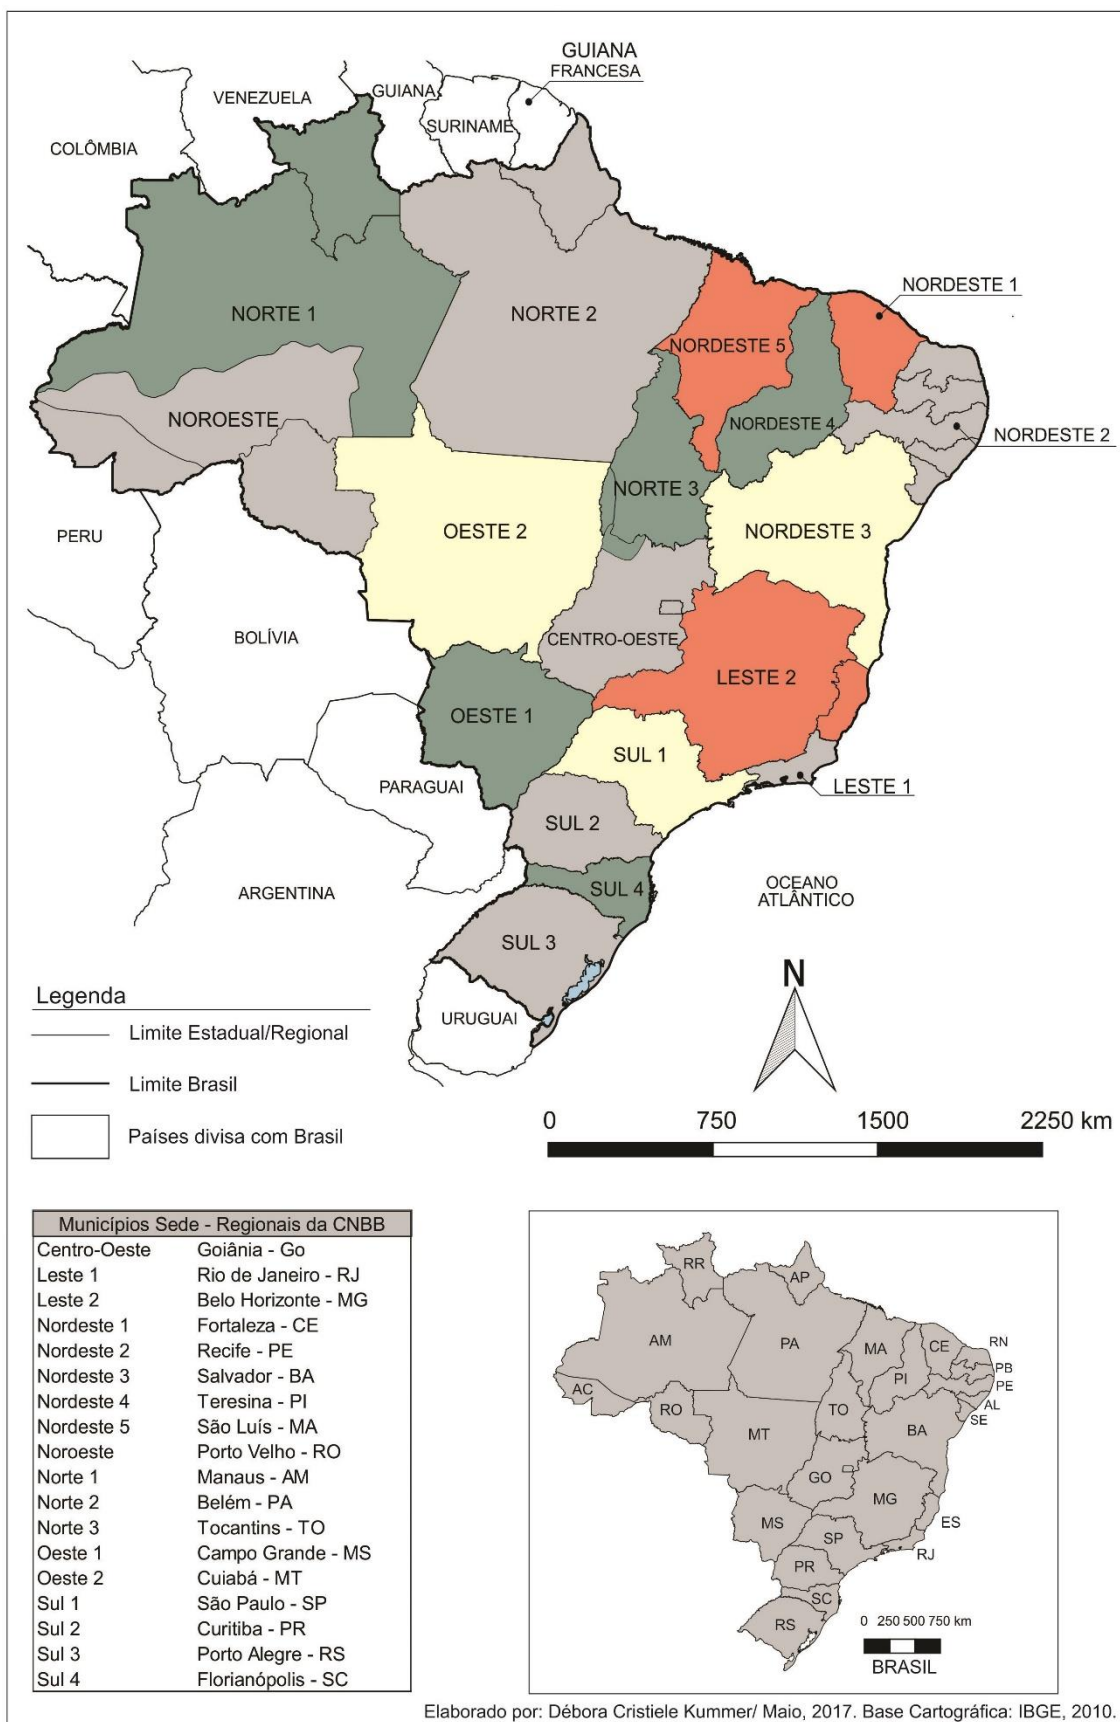 GUIANA
FRANCESA
VENEZUELA
GUIANA
SURINAME
COLÔMBIA
NORTE 1
NORTE 2
NORDESTE 1
NORDESTE 5
NOROESTE
NORDESTE 4
NORDESTE 2
NORTE 3
PERU
OESTE 2
NORDESTE 3
BOLÍVIA
CENTRO-OESTE
LESTE 2
OESTE 1
SUL 1
PARAGUAI
LESTE 1
SUL 2
ARGENTINA
SUL 4
OCEANO
ATLÂNTICO
SUL 3
N
URUGUAI
Legenda
Limite Estadual/Regional
Limite Brasil
Países divisa com Brasil
0 750 1500 2250 km
Municípios Sede - Regionais da CNBB
Centro-Oeste Goiânia - Go
Leste 1 Rio de Janeiro - RJ
Leste 2 Belo Horizonte - MG
Nordeste 1 Fortaleza - CE
Nordeste 2 Recife - PE
Nordeste 3 Salvador - BA
Nordeste 4 Teresina - PI
Nordeste 5 São Luís - MA
Noroeste Porto Velho - RO
Norte 1 Manaus - AM
Norte 2 Belém - PA
Norte 3 Tocantins - TO
Oeste 1 Campo Grande - MS
Oeste 2 Cuiabá - MT
Sul 1 São Paulo - SP
Sul 2 Curitiba - PR
Sul 3 Porto Alegre - RS
Sul 4 Florianópolis - SC
RR
AP
AM
PA
MA
CE
RN
PB
PI
PE
AC
AL
RO
TO
SE
MT
BA
GO
MG
MS
ES
SP
RJ
PR
SC
RS
0 250 500 750 km
BRASIL
Elaborado por: Débora Cristiele Kummer/ Maio, 2017. Base Cartográfica: IBGE, 2010.